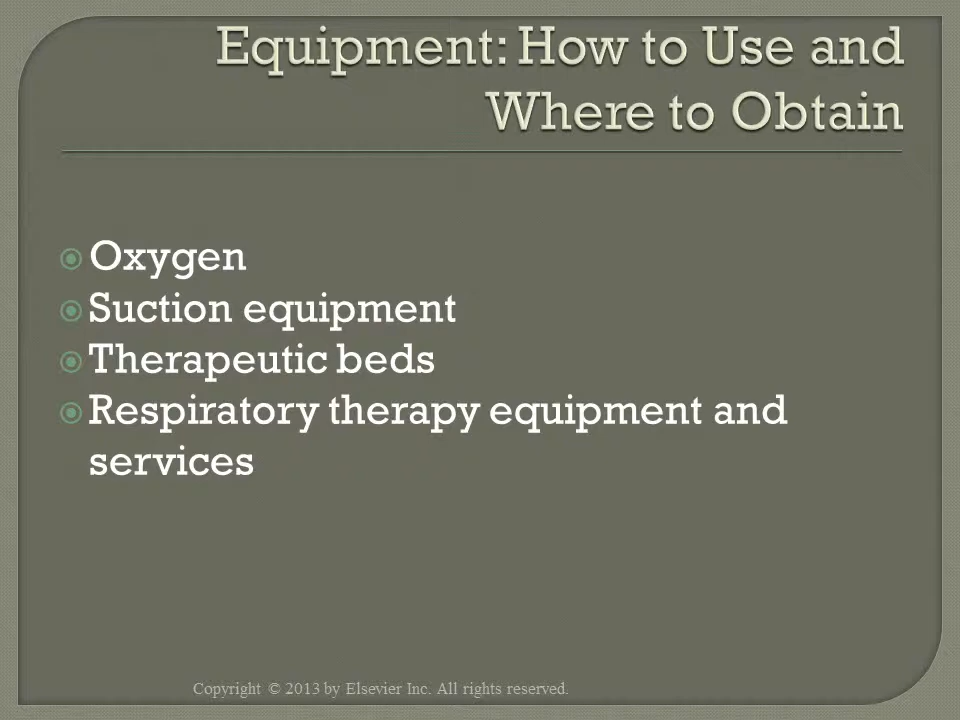 Equipment: How to Use and
Where to Obtain
Oxygen
Suction equipment
Therapeutic beds
Respiratory therapy equipment and
services
Copyright © 2013 by Elsevier Inc. All rights reserved.